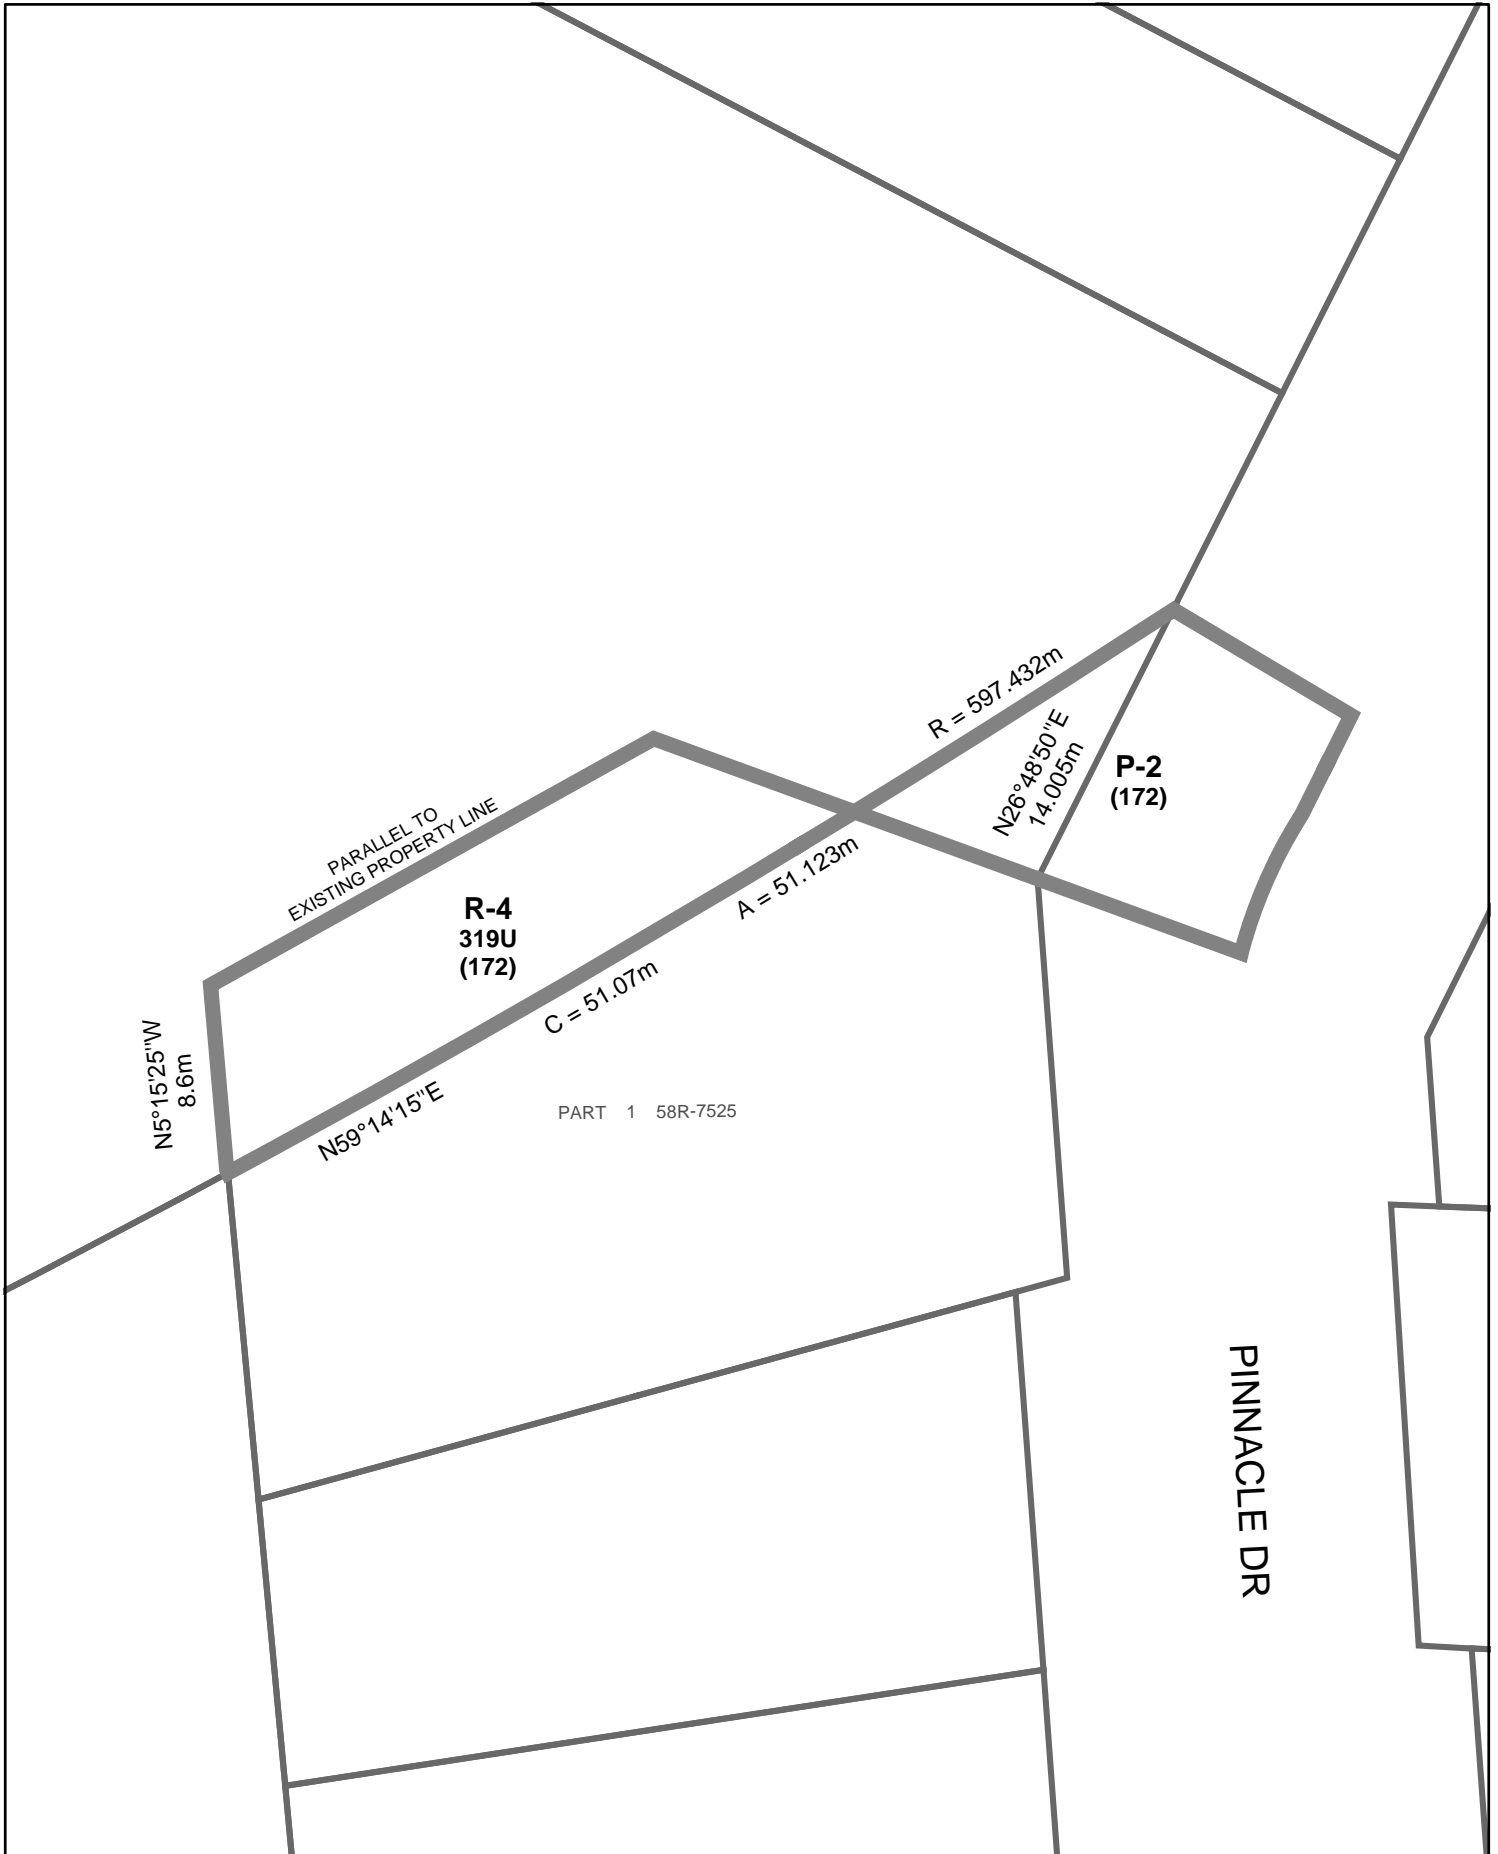 R = 597.432m
N26°48'50"E
14.005m
P-2
(172)
PARALLEL TO
EXISTING PROPERTY LINE
A = 51.123m
R-4
319U
(172)
C = 51.07m
N5°15'25"W
8.6m
N59°14'15"E
PART 1 58R-7525
PINNACLE DR